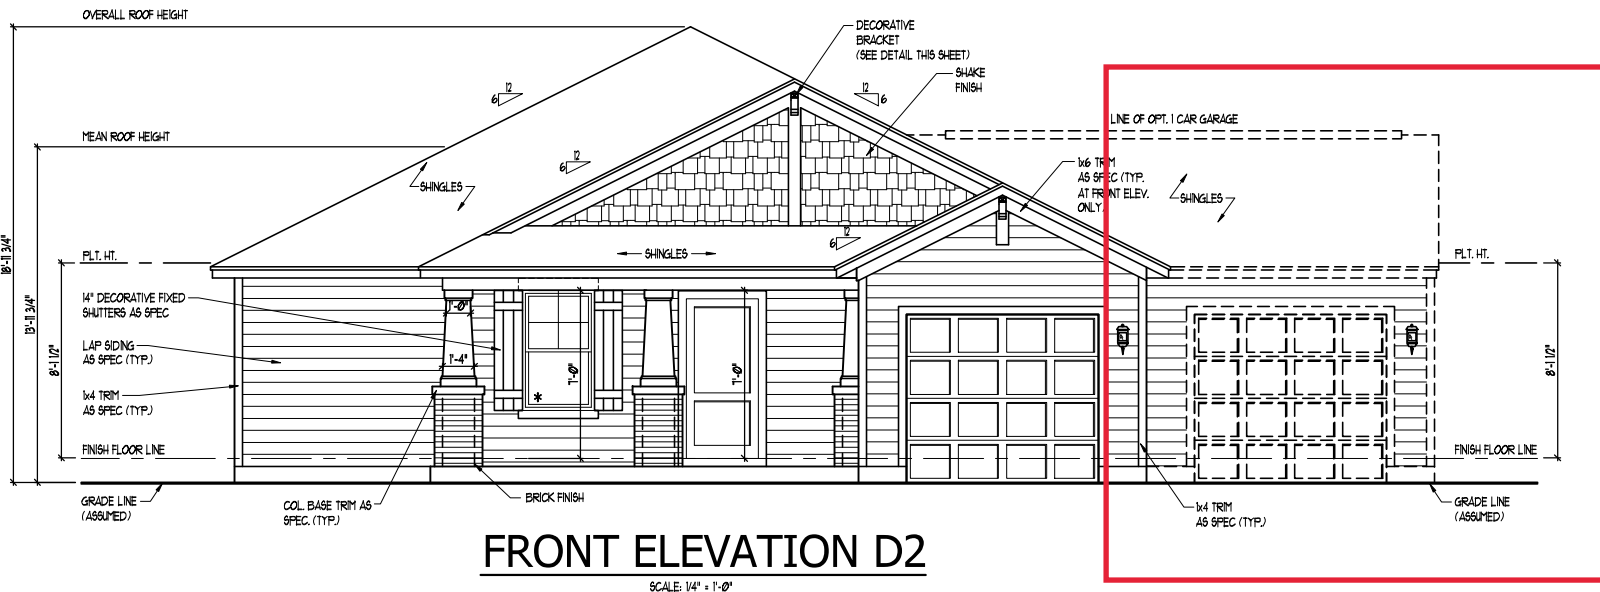 OVERALL ROOF HEIGHT
DECORATIVE
BRACKET
(SEE DETAIL THIS SHEET)
SHAKE
FINISH
12
6
12
6
LINE OF OPT. 1 CAR GARAGE
MEAN ROOF HEIGHT
12
6
1x6 TRIM
AS SPEC (TYP.
AT FRONT ELEV.
ONLY)
SHINGLES
SHINGLES
12
6
SHINGLES
18'-11 3/4"
PLT. HT.
PLT. HT.
13'-11 3/4"
14" DECORATIVE FIXED
SHUTTERS AS SPEC
1'-0"
LAP SIDING
AS SPEC (TYP.)
8'-1 1/2"
1'-4"
7'-0"
7'-0"
8'-1 1/2"
1x4 TRIM
AS SPEC (TYP.)
*
FINISH FLOOR LINE
FINISH FLOOR LINE
GRADE LINE
(ASSUMED)
COL. BASE TRIM AS
SPEC. (TYP.)
BRICK FINISH
1x4 TRIM
AS SPEC (TYP.)
GRADE LINE
(ASSUMED)
FRONT ELEVATION D2
SCALE: 1/4" = 1'-0"